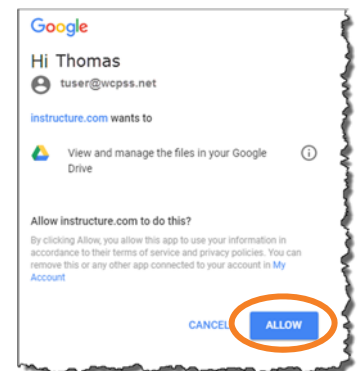 Google
Hi Thomas
tuser@wcpss.net
instructure.com wants to
View and manage the files in your Google
Drive
Allow instructure.com to do this?
By clicking Allow, you allow this app to use your information in
accordance to their terms of service and privacy policies. You can
remove this or any other app connected to your account in My
Account
CANCEL ALLOW